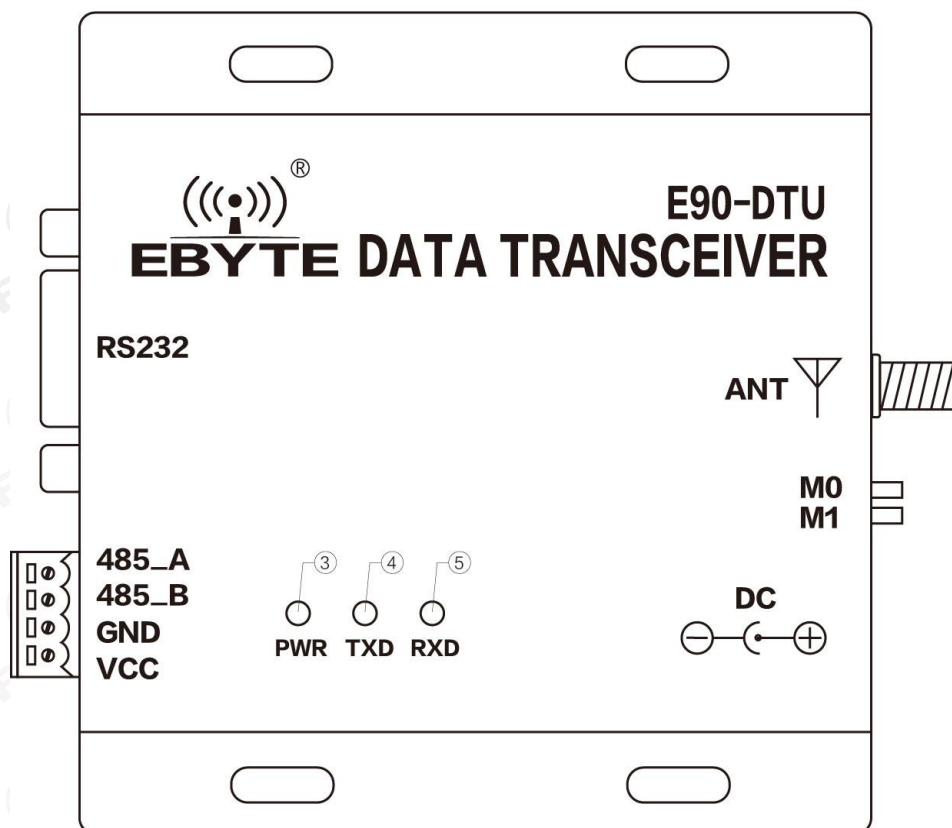 ®
E90-DTU
EBYTE DATA TRANSCEIVER
RS232
ANT
M0
M1
485_A
485_B
GND
VCC
③ ④ ⑤
PWR TXD RXD
DC